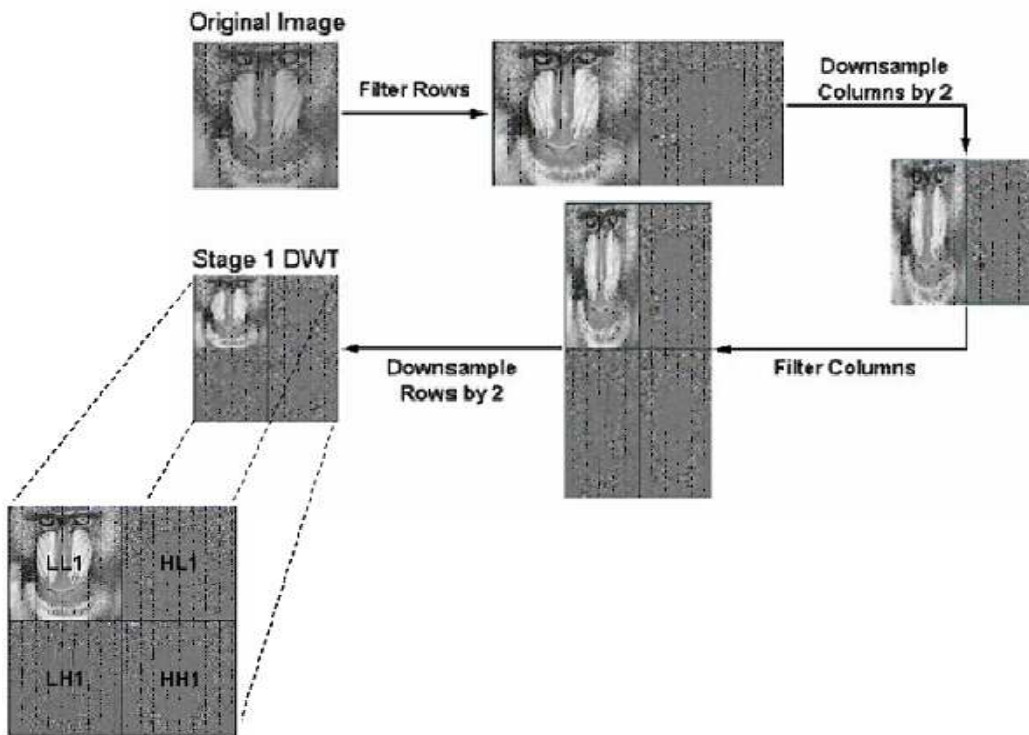 Original Image
Filter Rows
Downsample
Columns by 2
Stage 1 DWT
Downsample
Rows by 2
Filter Columns
LL1
HL1
LH1
HH1